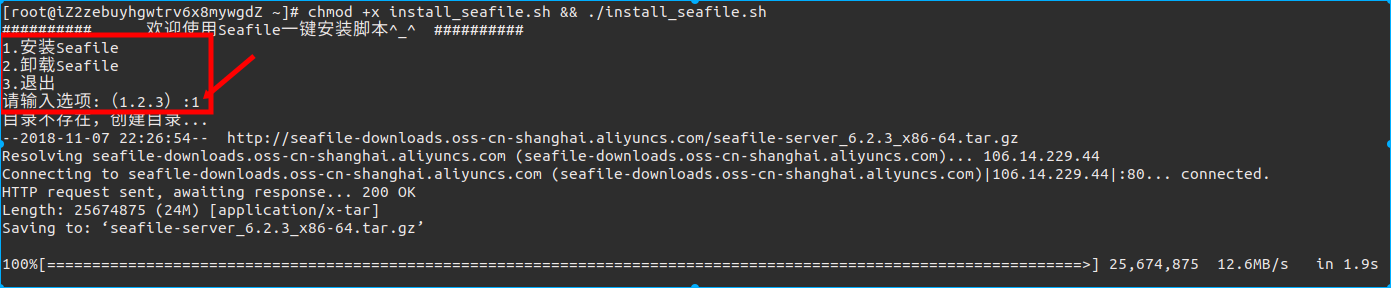 [root@iZ2zebuyhgwtrv6x8mywgdZ ~]# chmod +x install_seafile.sh && ./install_seafile.sh
########## 欢迎使用Seafile一键安装脚本^_^ ##########
1.安装Seafile
2.卸载Seafile
3.退出
请输入选项:（1.2.3）:1
目录不存在，创建目录...
--2018-11-07 22:26:54-- http://seafile-downloads.oss-cn-shanghai.aliyuncs.com/seafile-server_6.2.3_x86-64.tar.gz
Resolving seafile-downloads.oss-cn-shanghai.aliyuncs.com (seafile-downloads.oss-cn-shanghai.aliyuncs.com)... 106.14.229.44
Connecting to seafile-downloads.oss-cn-shanghai.aliyuncs.com (seafile-downloads.oss-cn-shanghai.aliyuncs.com)|106.14.229.44|:80... connected.
HTTP request sent, awaiting response... 200 OK
Length: 25674875 (24M) [application/x-tar]
Saving to: ‘seafile-server_6.2.3_x86-64.tar.gz’
100%[===================================================================================================================>] 25,674,875 12.6MB/s in 1.9s